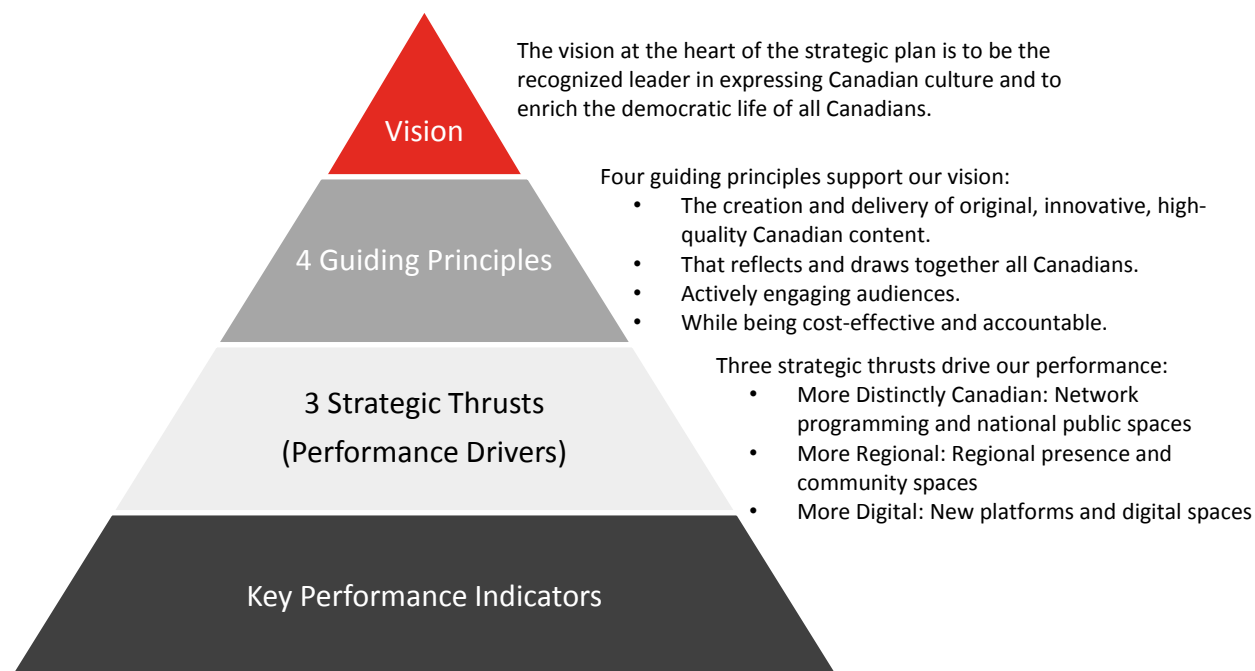 The vision at the heart of the strategic plan is to be the
recognized leader in expressing Canadian culture and to
enrich the democratic life of all Canadians.
Vision
Four guiding principles support our vision:
• The creation and delivery of original, innovative, high-
quality Canadian content.
• That reflects and draws together all Canadians.
• Actively engaging audiences.
• While being cost-effective and accountable.
4 Guiding Principles
Three strategic thrusts drive our performance:
• More Distinctly Canadian: Network
programming and national public spaces
• More Regional: Regional presence and
community spaces
• More Digital: New platforms and digital spaces
3 Strategic Thrusts
(Performance Drivers)
Key Performance Indicators